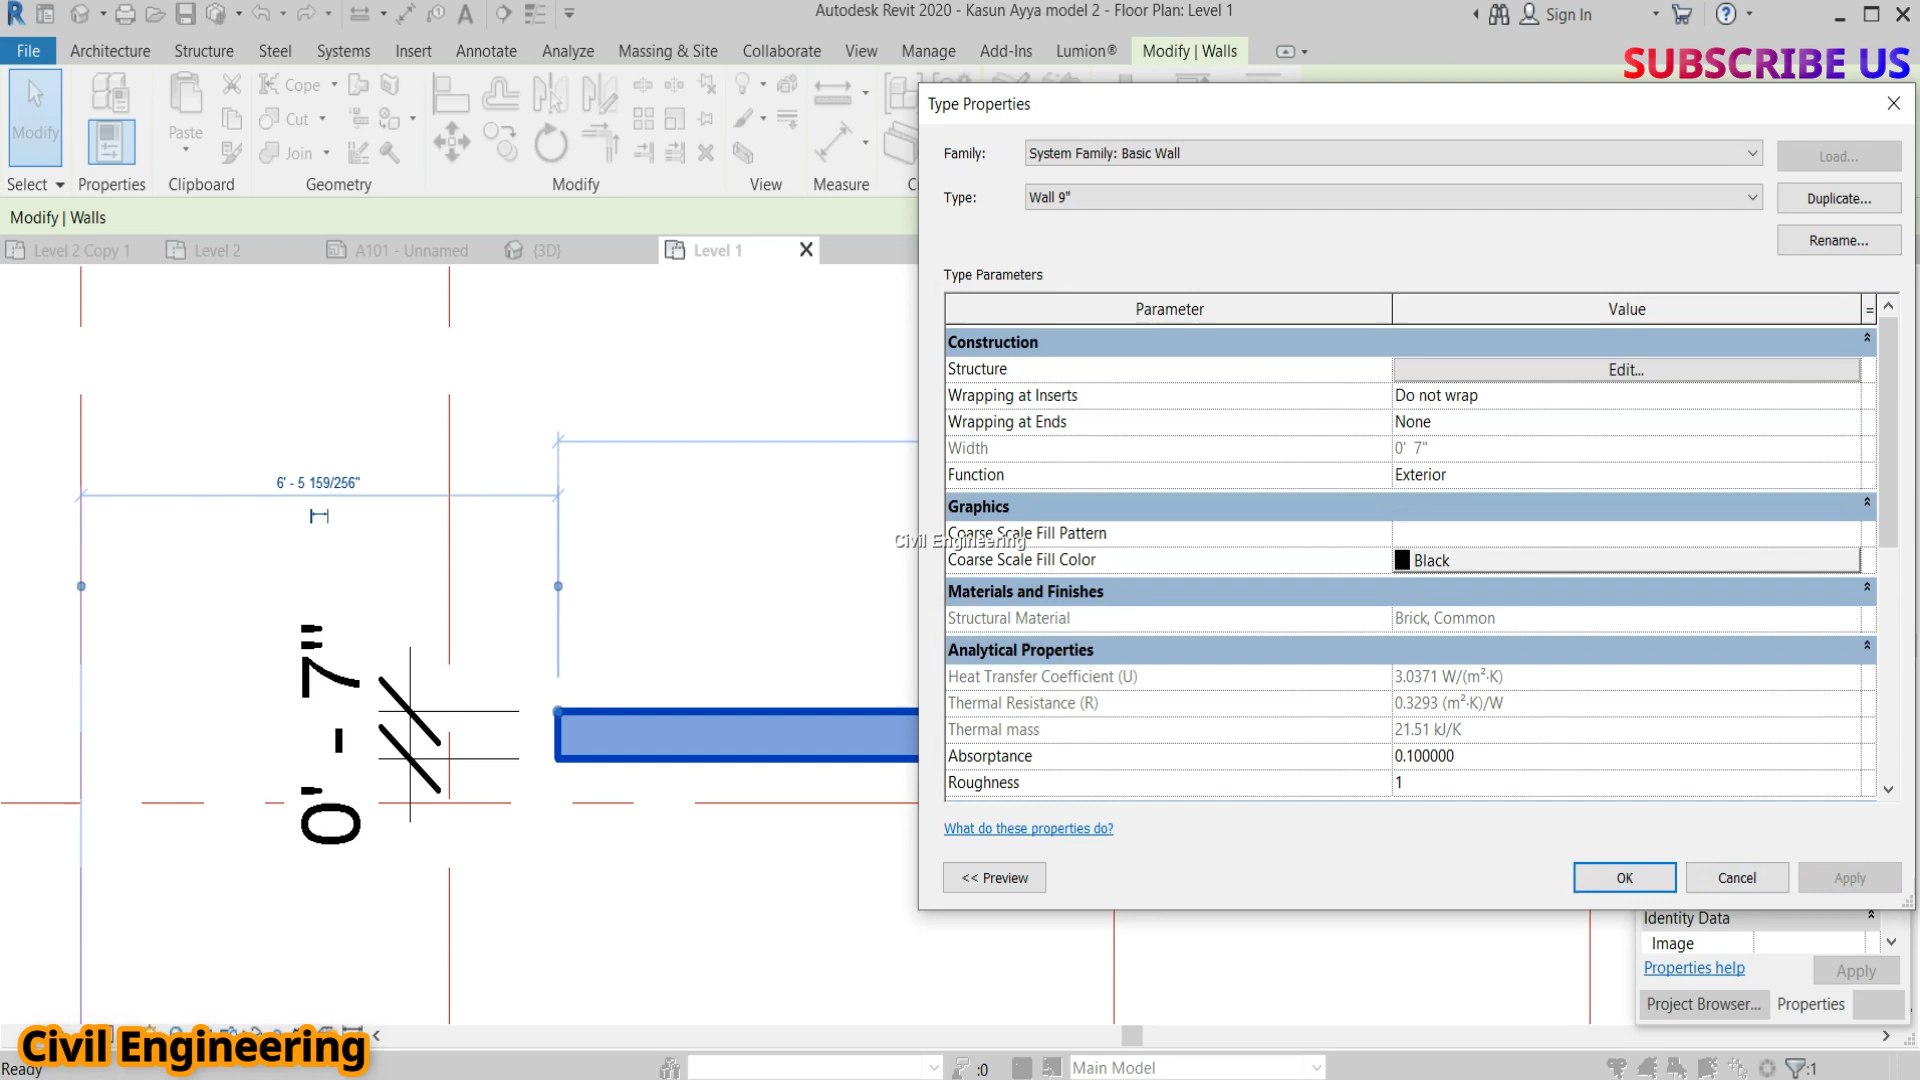 Autodesk Revit 2020 - Kasun Ayya model 2 - Floor Plan: Level 1
Sign In
File Architecture Structure Steel Systems Insert Annotate Analyze Massing & Site Collaborate View Manage Add-Ins Lumion® Modify | Walls
SUBSCRIBE US
Modify
Paste
Cope
Cut
Join
Select Properties Clipboard Geometry Modify View Measure
Modify | Walls
Level 2 Copy 1 Level 2 A101 - Unnamed {3D} Level 1
6' - 5 159/256"
0' - 7"
Type Properties
Family: System Family: Basic Wall Load...
Type: Wall 9" Duplicate...
Rename...
Type Parameters
Parameter Value =
Construction
Structure Edit...
Wrapping at Inserts Do not wrap
Wrapping at Ends None
Width 0' 7"
Function Exterior
Graphics
Coarse Scale Fill Pattern
Civil Engineering
Coarse Scale Fill Color Black
Materials and Finishes
Structural Material Brick, Common
Analytical Properties
Heat Transfer Coefficient (U) 3.0371 W/(m²·K)
Thermal Resistance (R) 0.3293 (m²·K)/W
Thermal mass 21.51 kJ/K
Absorptance 0.100000
Roughness 1
What do these properties do?
<< Preview OK Cancel Apply
Identity Data
Image
Properties help Apply
Project Browser... Properties
Civil Engineering
Ready :0 Main Model :1